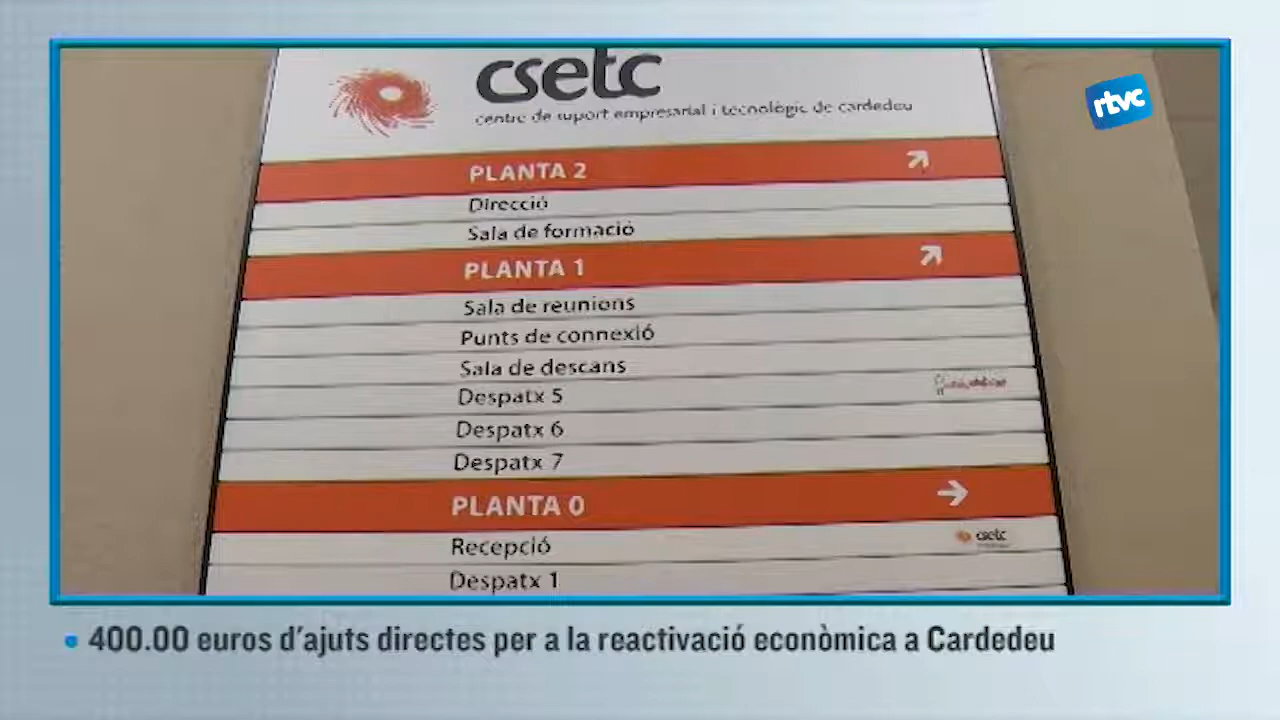 csetc
centre de suport empresarial i tecnològic de cardedeu
rtvc
PLANTA 2
Direcció
Sala de formació
PLANTA 1
Sala de reunions
Punts de connexió
Sala de descans
Despatx 5
Despatx 6
Despatx 7
PLANTA 0
Recepció
csetc
Despatx 1
400.00 euros d'ajuts directes per a la reactivació econòmica a Cardedeu